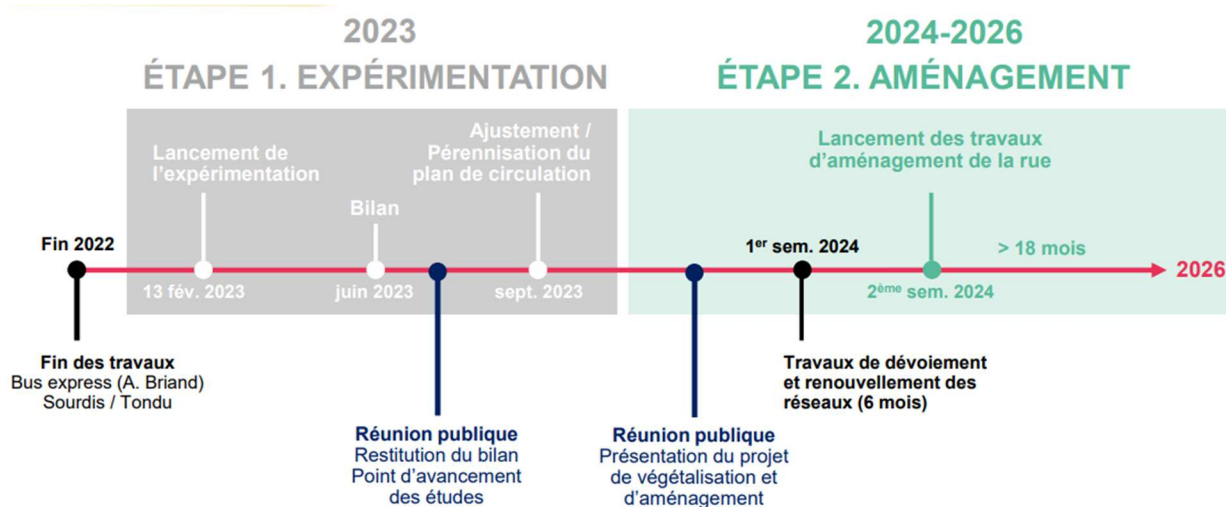 2023
ÉTAPE 1. EXPÉRIMENTATION
2024-2026
ÉTAPE 2. AMÉNAGEMENT
Lancement de
l'expérimentation
Bilan
Ajustement /
Pérennisation du
plan de circulation
Lancement des travaux
d'aménagement de la rue
Fin 2022
1er sem. 2024
> 18 mois
2026
13 fév. 2023
juin 2023
sept. 2023
2ème sem. 2024
Fin des travaux
Bus express (A. Briand)
Sourdis / Tondu
Réunion publique
Restitution du bilan
Point d'avancement
des études
Réunion publique
Présentation du projet
de végétalisation et
d'aménagement
Travaux de dévoiement
et renouvellement des
réseaux (6 mois)